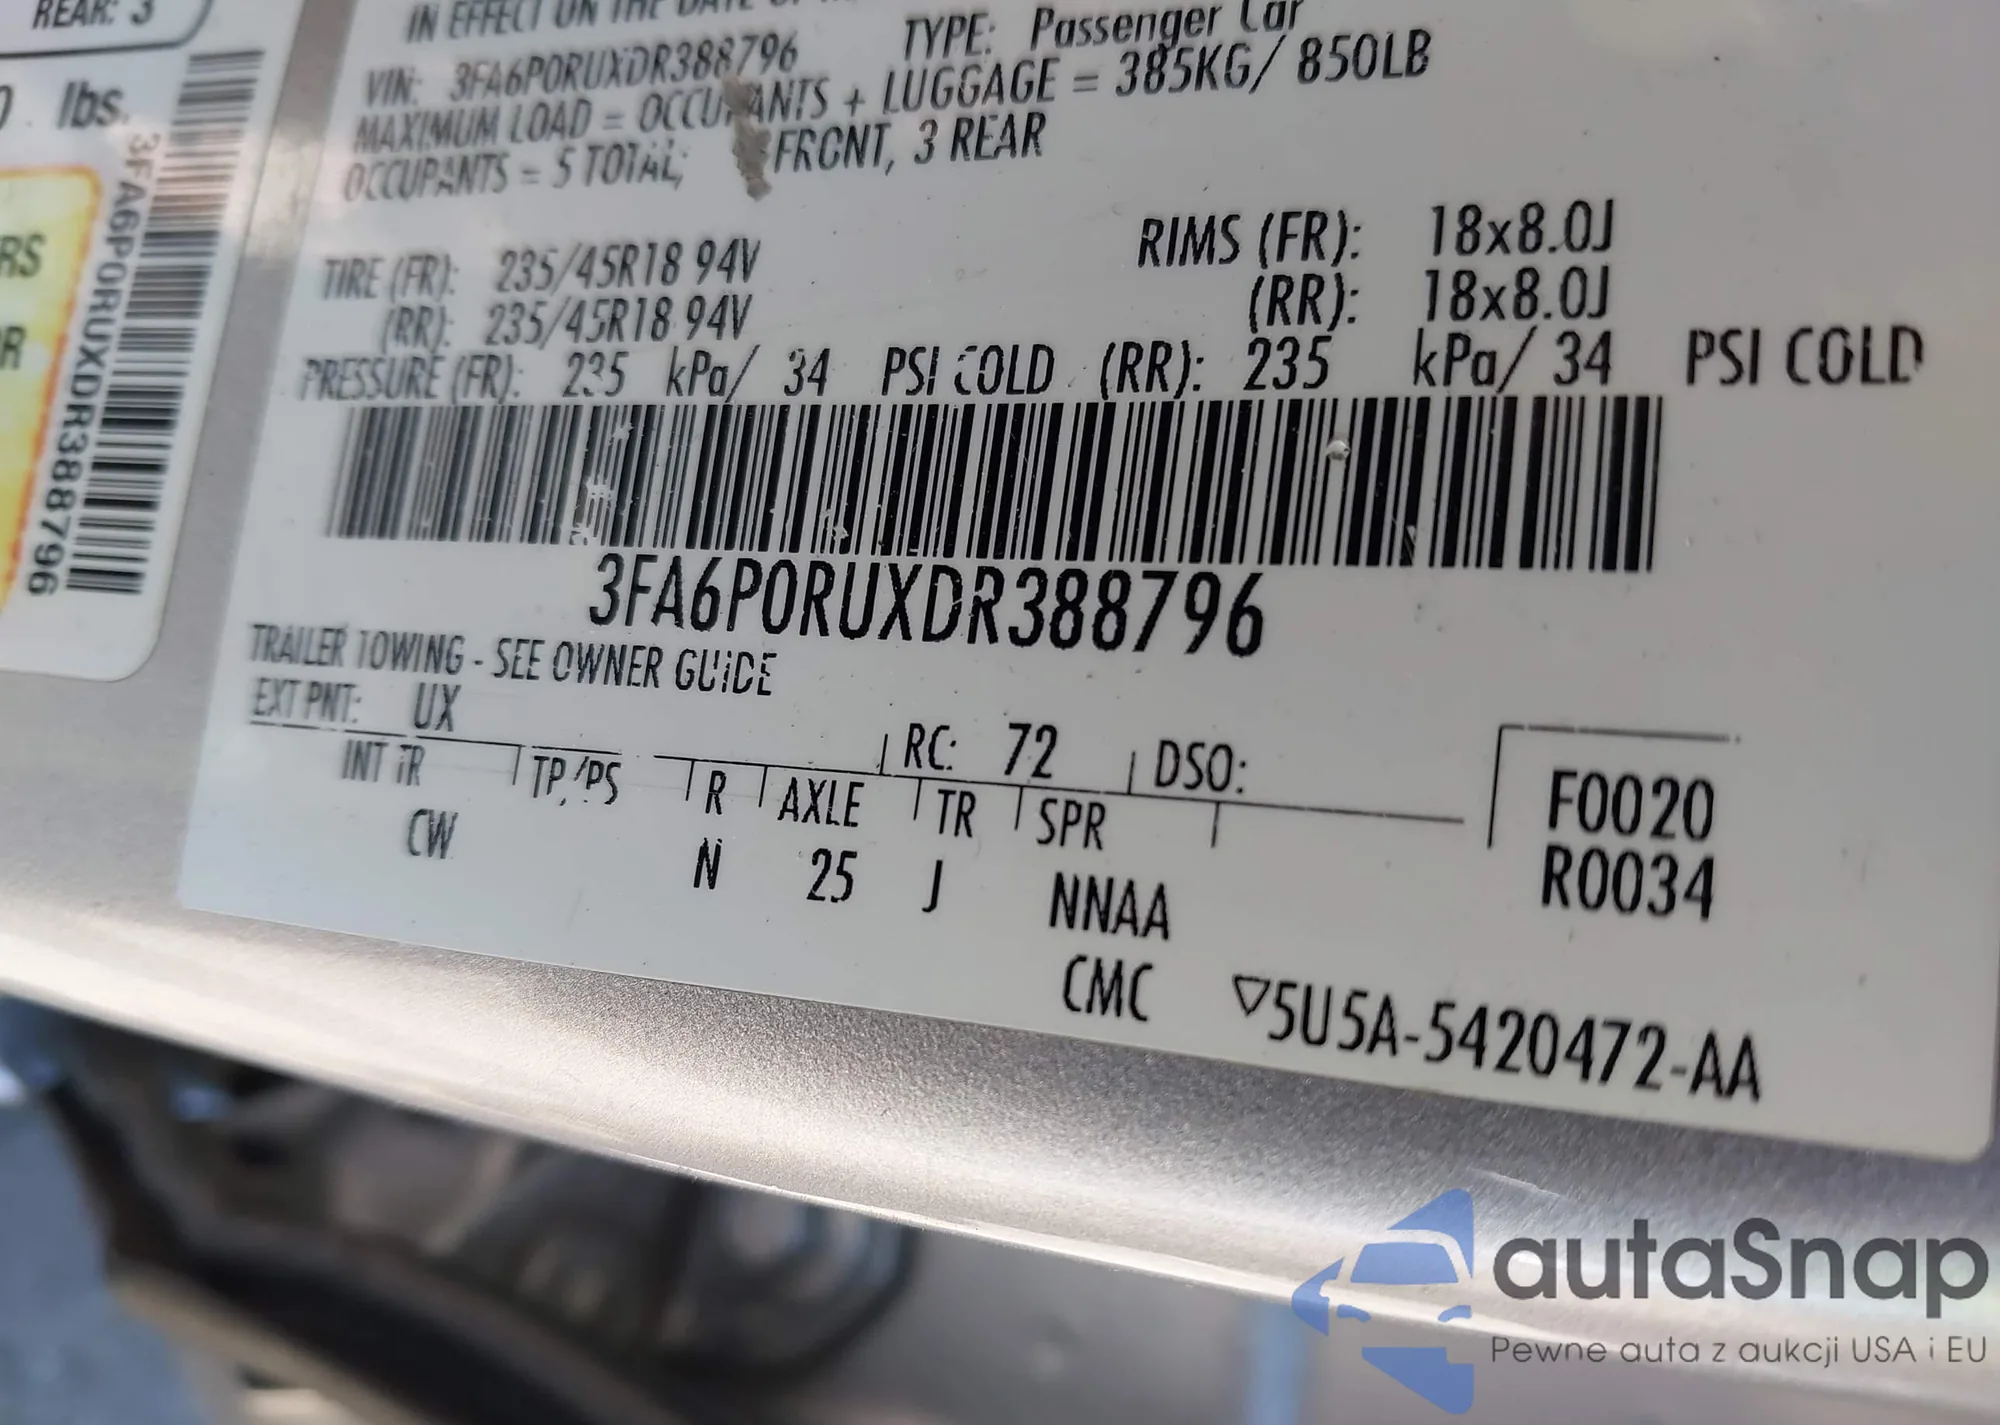 REAR: 3
lbs.
3FA6P0RUXDR388796
RS
R
IN EFFECT ON THE DATE OF
VIN: 3FA6P0RUXDR388796 TYPE: Passenger Car
MAXIMUM LOAD = OCCUPANTS + LUGGAGE = 385KG/ 850LB
OCCUPANTS = 5 TOTAL; FRONT, 3 REAR
TIRE (FR): 235/45R18 94V RIMS (FR): 18x8.0J
(RR): 235/45R18 94V (RR): 18x8.0J
PRESSURE (FR): 235 kPa/ 34 PSI COLD (RR): 235 kPa/ 34 PSI COLD
3FA6P0RUXDR388796
TRAILER TOWING - SEE OWNER GUIDE
EXT PNT: UX RC: 72 DSO:
INT TR TP/PS R AXLE TR SPR F0020
CW N 25 J NNAA R0034
CMC ▽5U5A-5420472-AA
autaSnap
Pewne auta z aukcji USA i EU